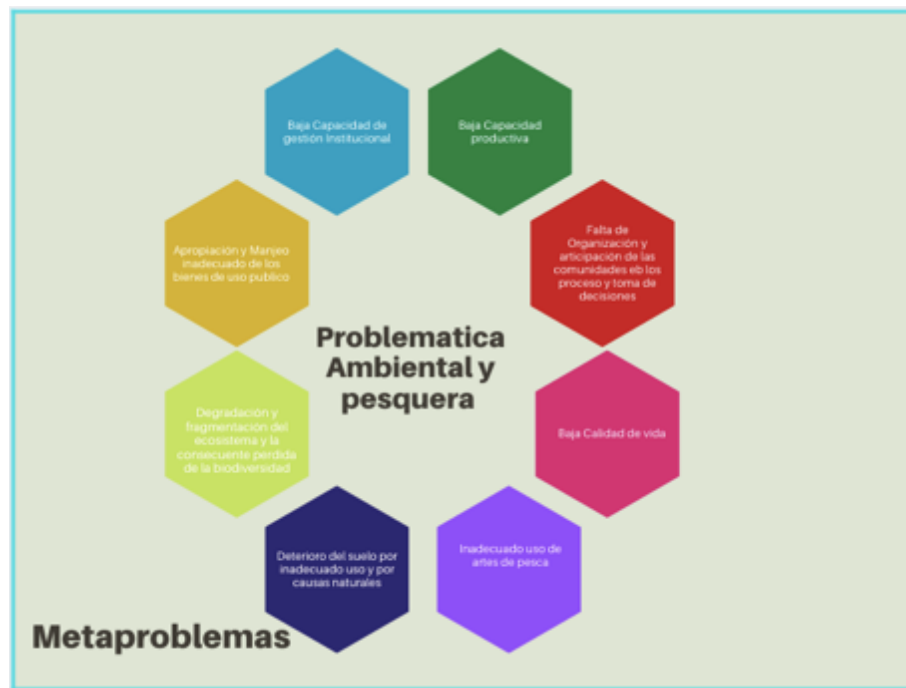 Baja Capacidad de
gestión Institucional
Baja Capacidad
productiva
Apropiación y Manjeo
inadecuado de los
bienes de uso publico
Falta de
Organización y
articipación de las
comunidades eb los
proceso y toma de
decisiones
Problematica
Ambiental y
pesquera
Degradación y
fragmentación del
ecosistema y la
consecuente perdida
de la biodiversidad
Baja Calidad de vida
Deterioro del suelo por
inadecuado uso y por
causas naturales
Inadecuado uso de
artes de pesca
Metaproblemas